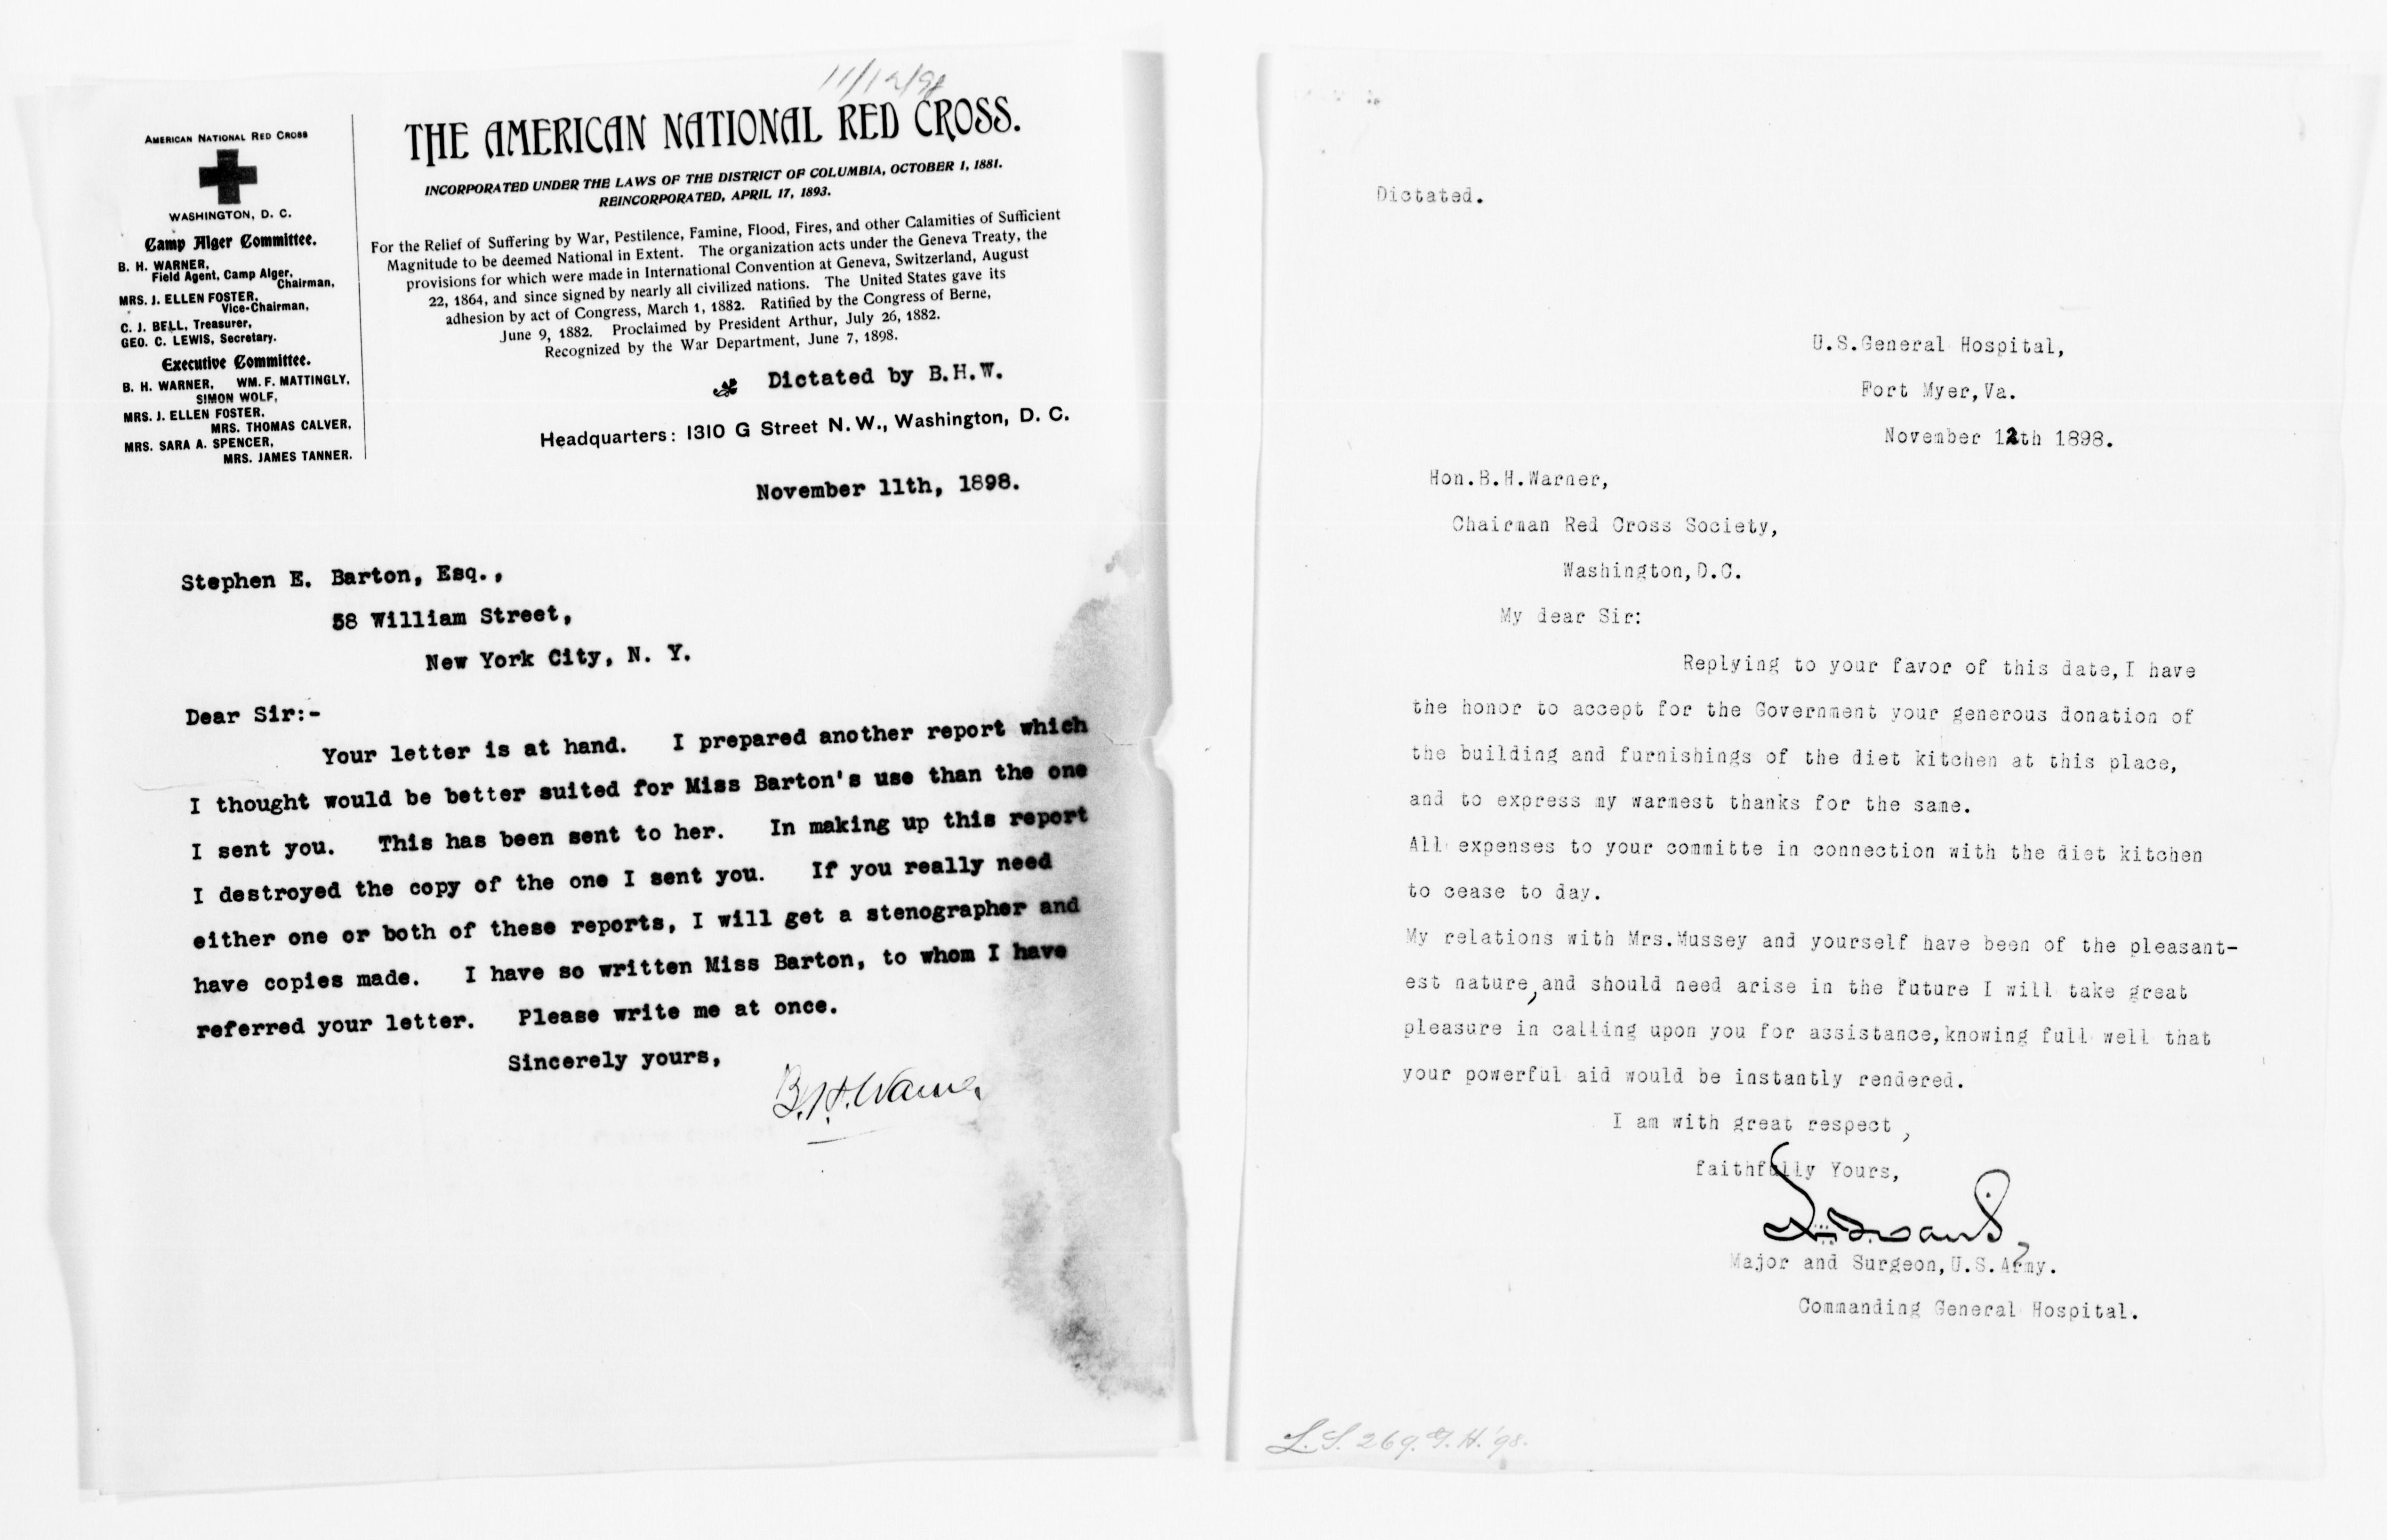 11/12/98
AMERICAN NATIONAL RED CROSS
WASHINGTON, D. C.
Camp Alger Committee.
B. H. WARNER,
Field Agent, Camp Alger,
Chairman,
MRS. J. ELLEN FOSTER,
Vice-Chairman,
C. J. BELL, Treasurer,
GEO. C. LEWIS, Secretary.
Executive Committee.
B. H. WARNER, WM. F. MATTINGLY,
SIMON WOLF,
MRS. J. ELLEN FOSTER,
MRS. THOMAS CALVER,
MRS. SARA A. SPENCER,
MRS. JAMES TANNER.
THE AMERICAN NATIONAL RED CROSS.
INCORPORATED UNDER THE LAWS OF THE DISTRICT OF COLUMBIA, OCTOBER 1, 1881.
REINCORPORATED, APRIL 17, 1893.
For the Relief of Suffering by War, Pestilence, Famine, Flood, Fires, and other Calamities of Sufficient
Magnitude to be deemed National in Extent. The organization acts under the Geneva Treaty, the
provisions for which were made in International Convention at Geneva, Switzerland, August
22, 1864, and since signed by nearly all civilized nations. The United States gave its
adhesion by act of Congress, March 1, 1882. Ratified by the Congress of Berne,
June 9, 1882. Proclaimed by President Arthur, July 26, 1882.
Recognized by the War Department, June 7, 1898.
Dictated by B.H.W.
Headquarters: 1310 G Street N. W., Washington, D. C.
November 11th, 1898.
Stephen E. Barton, Esq.,
58 William Street,
New York City, N. Y.
Dear Sir:-
Your letter is at hand. I prepared another report which
I thought would be better suited for Miss Barton's use than the one
I sent you. This has been sent to her. In making up this report
I destroyed the copy of the one I sent you. If you really need
either one or both of these reports, I will get a stenographer and
have copies made. I have so written Miss Barton, to whom I have
referred your letter. Please write me at once.
Sincerely yours,
B. H. Warner
Dictated.
U.S.General Hospital,
Fort Myer,Va.
November 12th 1898.
Hon.B.H.Warner,
Chairman Red Cross Society,
Washington,D.C.
My dear Sir:
Replying to your favor of this date,I have
the honor to accept for the Government your generous donation of
the building and furnishings of the diet kitchen at this place,
and to express my warmest thanks for the same.
All expenses to your committe in connection with the diet kitchen
to cease to day.
My relations with Mrs.Mussey and yourself have been of the pleasant-
est nature,and should need arise in the future I will take great
pleasure in calling upon you for assistance,knowing full well that
your powerful aid would be instantly rendered.
I am with great respect,
faithfully Yours,
Major and Surgeon,U.S.Army.
Commanding General Hospital.
L.S. 269. G.H. '98.